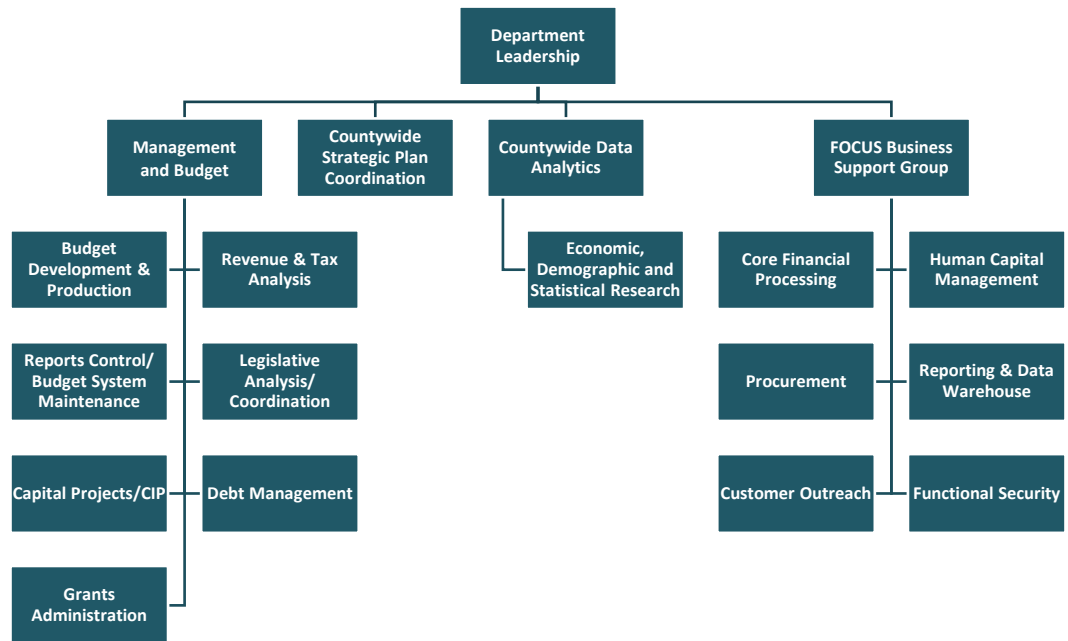 Department
Leadership
Management
and Budget
Countywide
Strategic Plan
Coordination
Countywide Data
Analytics
FOCUS Business
Support Group
Budget
Development &
Production
Revenue & Tax
Analysis
Economic,
Demographic and
Statistical Research
Core Financial
Processing
Human Capital
Management
Reports Control/
Budget System
Maintenance
Legislative
Analysis/
Coordination
Procurement
Reporting & Data
Warehouse
Capital Projects/CIP
Debt Management
Customer Outreach
Functional Security
Grants
Administration